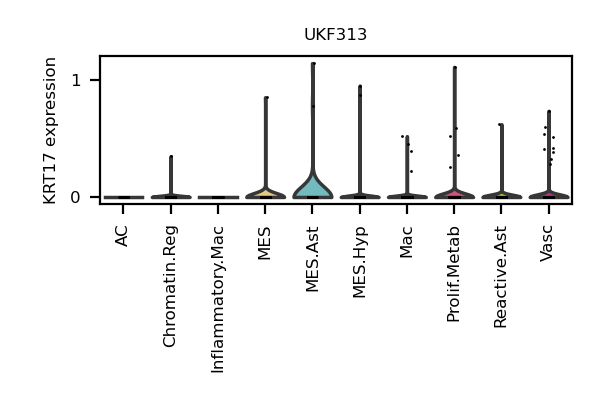 UKF313
KRT17 expression
1
0
AC
Chromatin.Reg
Inflammatory.Mac
MES
MES.Ast
MES.Hyp
Mac
Prolif.Metab
Reactive.Ast
Vasc